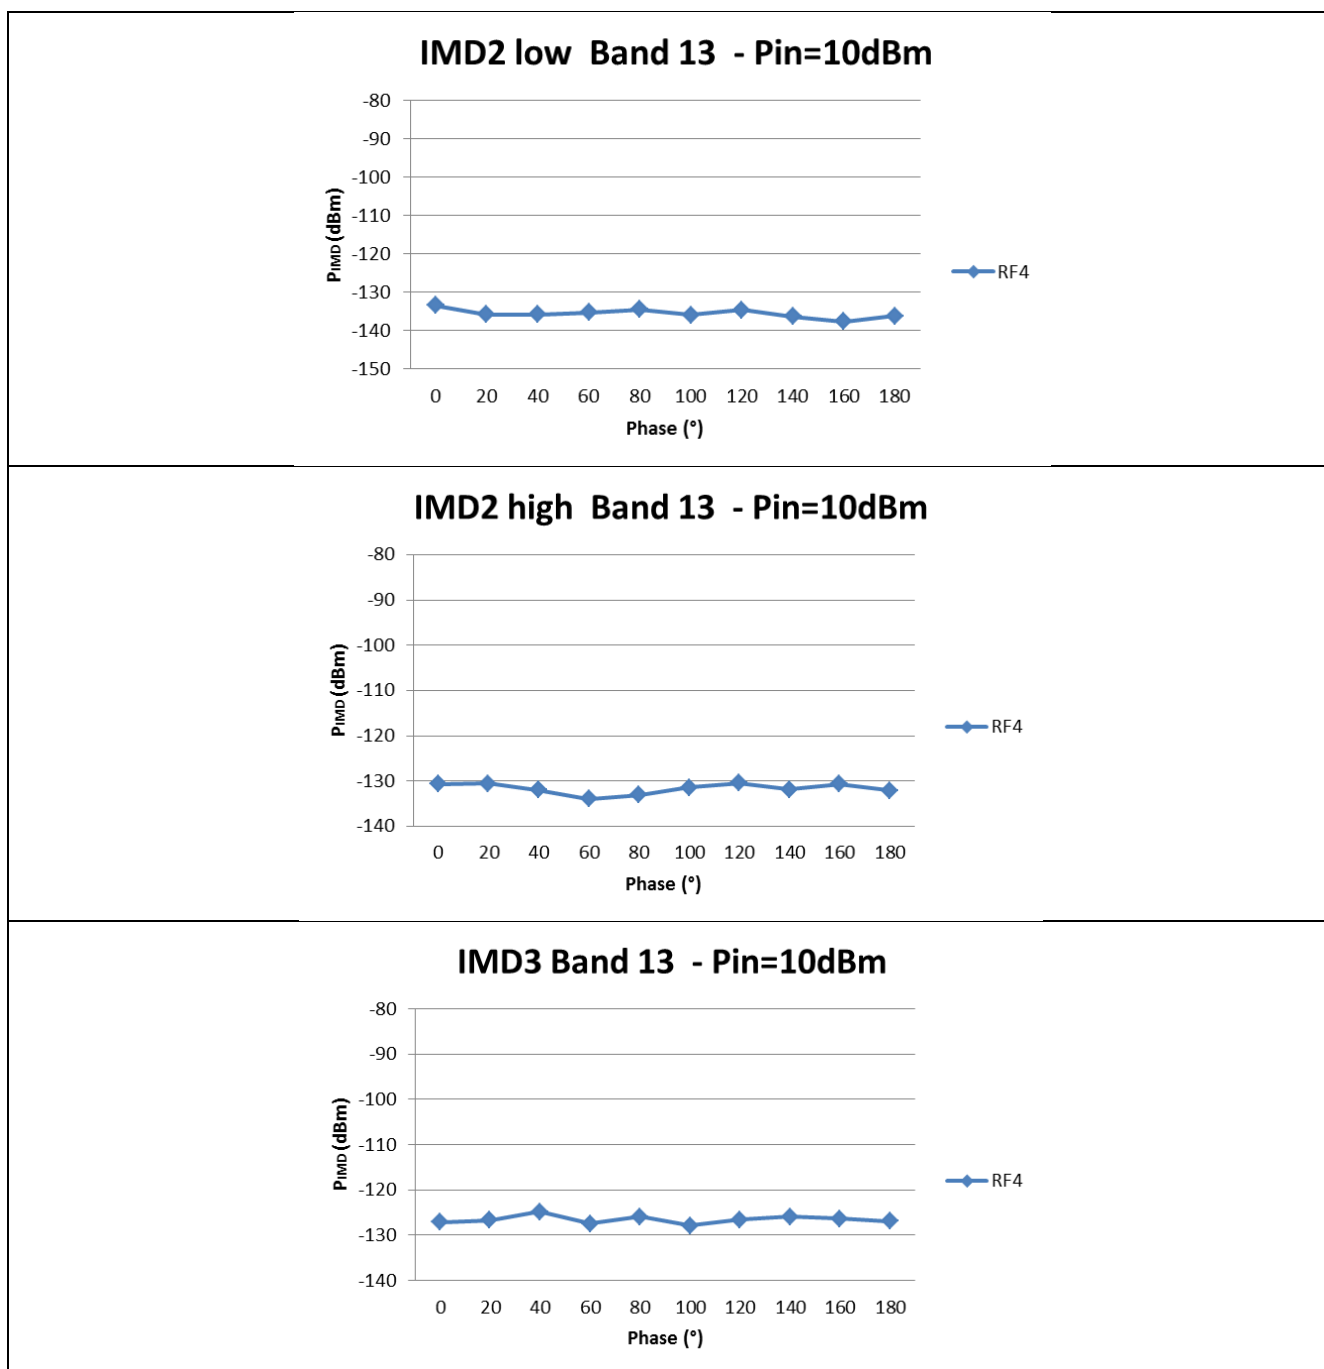 IMD2 low  Band 13  - Pin=10dBm
-80
-90
-100
-110
-120
-130
-140
-150
PIMD (dBm)
0 20 40 60 80 100 120 140 160 180
Phase (°)
RF4
IMD2 high  Band 13  - Pin=10dBm
-80
-90
-100
-110
-120
-130
-140
PIMD (dBm)
0 20 40 60 80 100 120 140 160 180
Phase (°)
RF4
IMD3 Band 13  - Pin=10dBm
-80
-90
-100
-110
-120
-130
-140
PIMD (dBm)
0 20 40 60 80 100 120 140 160 180
Phase (°)
RF4